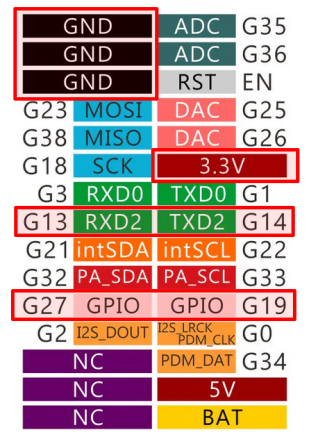 GND ADC G35
GND ADC G36
GND RST EN
G23 MOSI DAC G25
G38 MISO DAC G26
G18 SCK 3.3V
G3 RXD0 TXD0 G1
G13 RXD2 TXD2 G14
G21 intSDA intSCL G22
G32 PA_SDA PA_SCL G33
G27 GPIO GPIO G19
G2 I2S_DOUT I2S_LRCK PDM_CLK G0
NC PDM_DAT G34
NC 5V
NC BAT